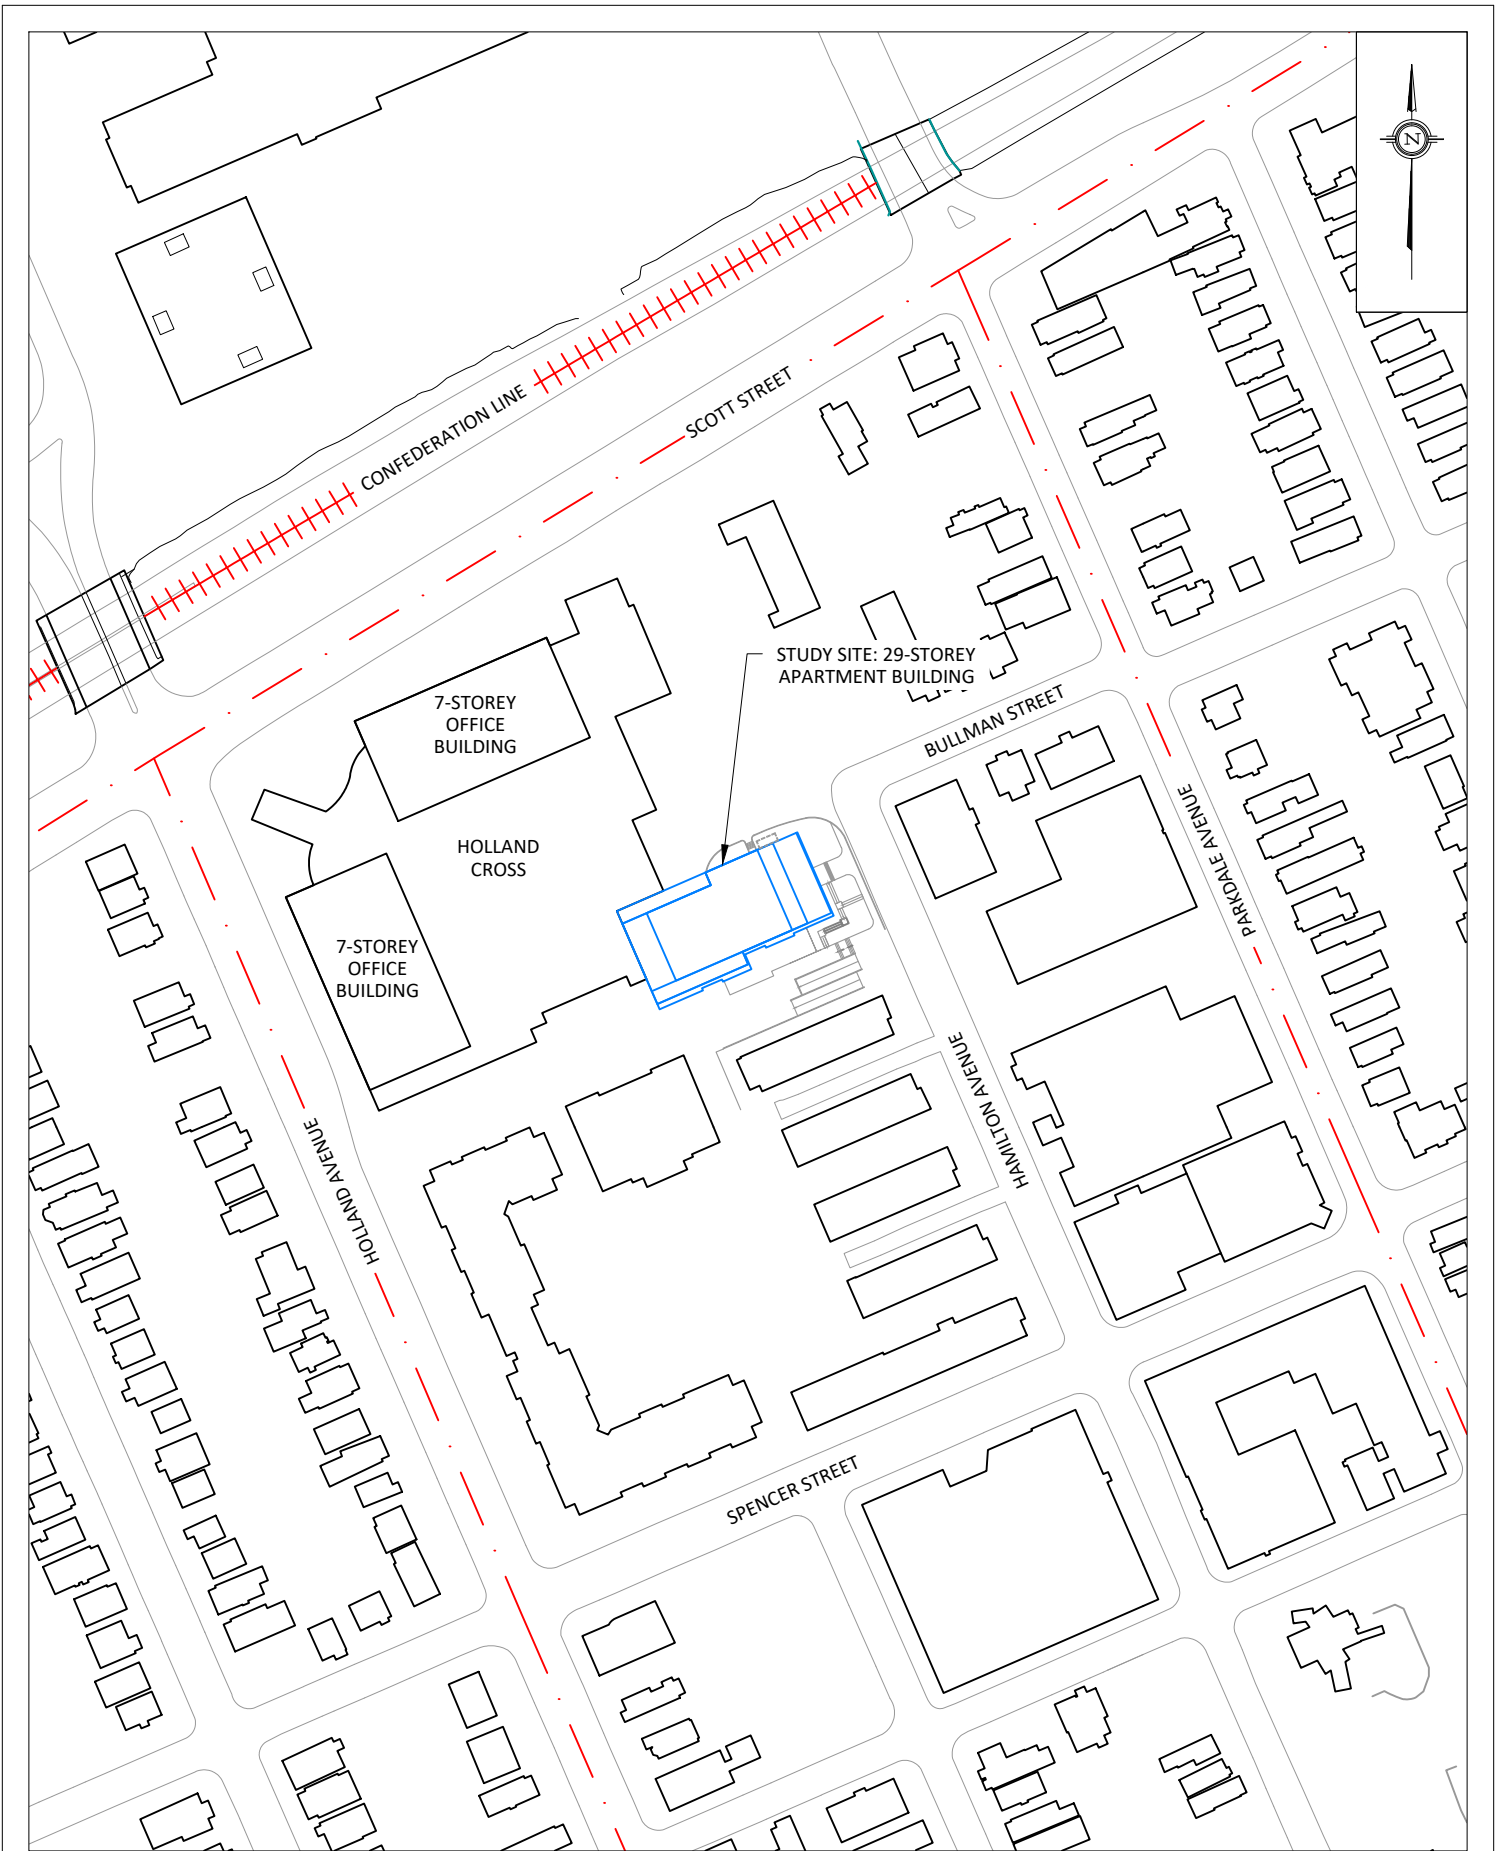 N
CONFEDERATION LINE
SCOTT STREET
STUDY SITE: 29-STOREY
APARTMENT BUILDING
7-STOREY
OFFICE
BUILDING
BULLMAN STREET
HOLLAND
CROSS
PARKDALE AVENUE
7-STOREY
OFFICE
BUILDING
HAMILTON AVENUE
HOLLAND AVENUE
SPENCER STREET